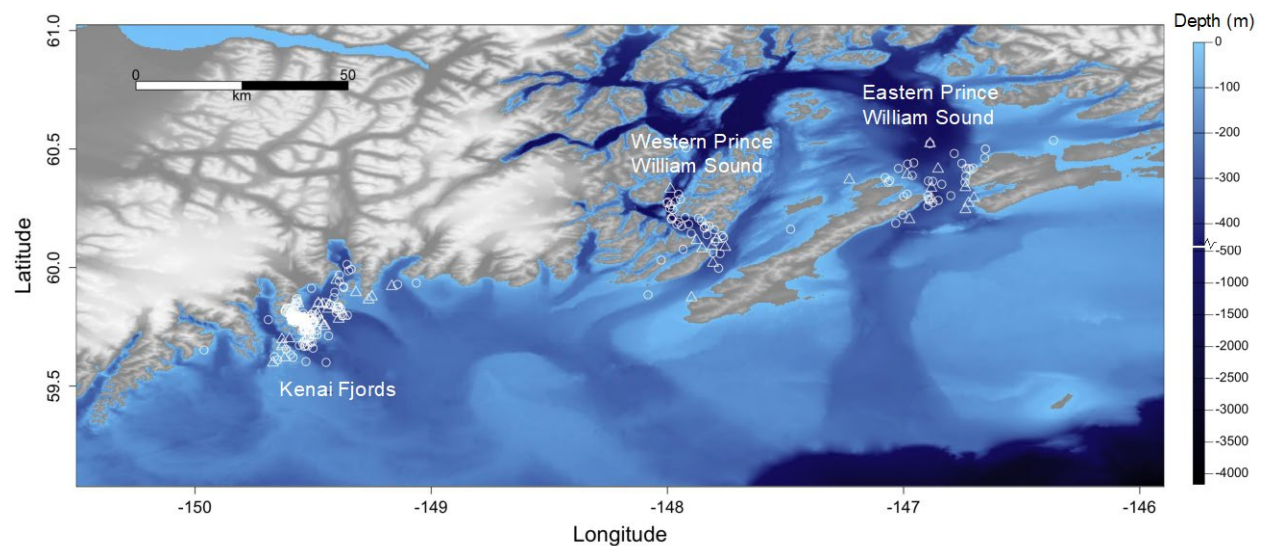 Depth (m)
0
-100
-200
-300
-400
-500
-1000
-1500
-2000
-2500
-3000
-3500
-4000
61.0
60.5
60.0
59.5
Latitude
0
50
km
Eastern Prince
William Sound
Western Prince
William Sound
Kenai Fjords
-150
-149
-148
-147
-146
Longitude